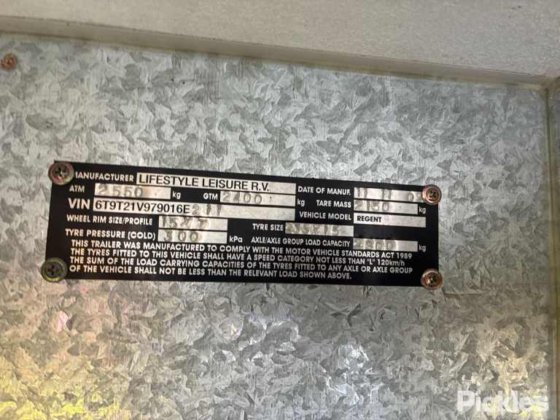 MANUFACTURER LIFESTYLE LEISURE R.V. DATE OF MANUF.
ATM 2550 kg GTM 2400 kg TARE MASS kg
VIN 6T9T21V979016E VEHICLE MODEL REGENT
WHEEL RIM SIZE/PROFILE TYRE SIZE
TYRE PRESSURE (COLD) kPa AXLE/AXLE GROUP LOAD CAPACITY kg
THIS TRAILER WAS MANUFACTURED TO COMPLY WITH THE MOTOR VEHICLE STANDARDS ACT 1989
THE TYRES FITTED TO THIS VEHICLE SHALL HAVE A SPEED CATEGORY NOT LESS THAN "L" 120km/h
THE SUM OF THE LOAD CARRYING CAPACITIES OF THE TYRES FITTED TO ANY AXLE OR AXLE GROUP
OF THE VEHICLE SHALL NOT BE LESS THAN THE RELEVANT LOAD SHOWN ABOVE.
Pickles